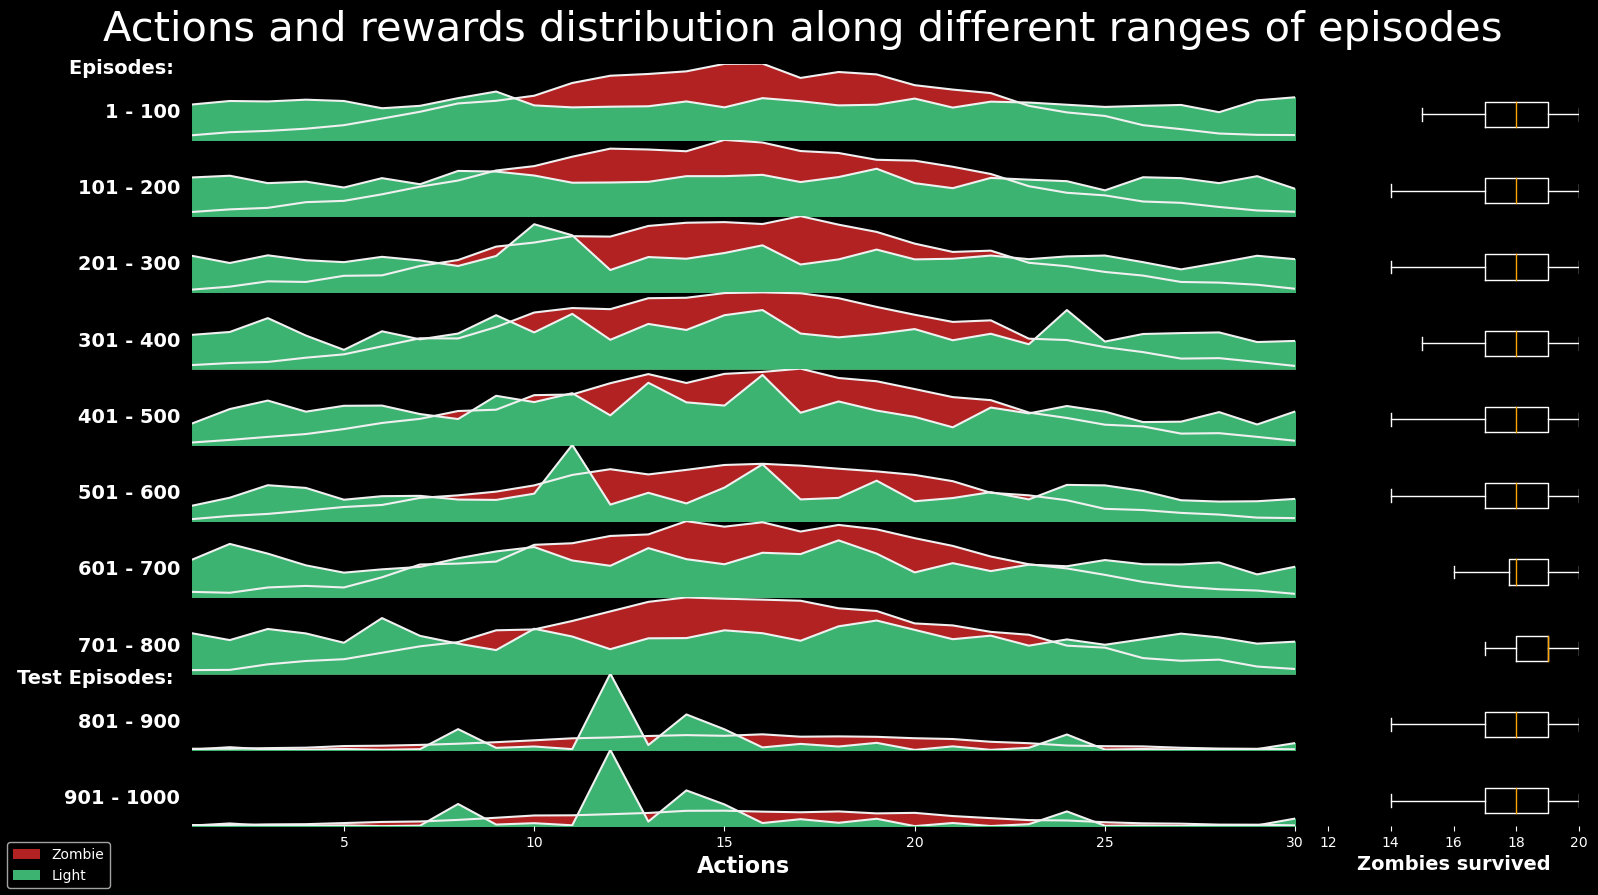 Actions and rewards distribution along different ranges of episodes
Episodes:
1 - 100
101 - 200
201 - 300
301 - 400
401 - 500
501 - 600
601 - 700
701 - 800
Test Episodes:
801 - 900
901 - 1000
5 10 15 20 25 30 12 14 16 18 20
Actions
Zombies survived
Zombie
Light